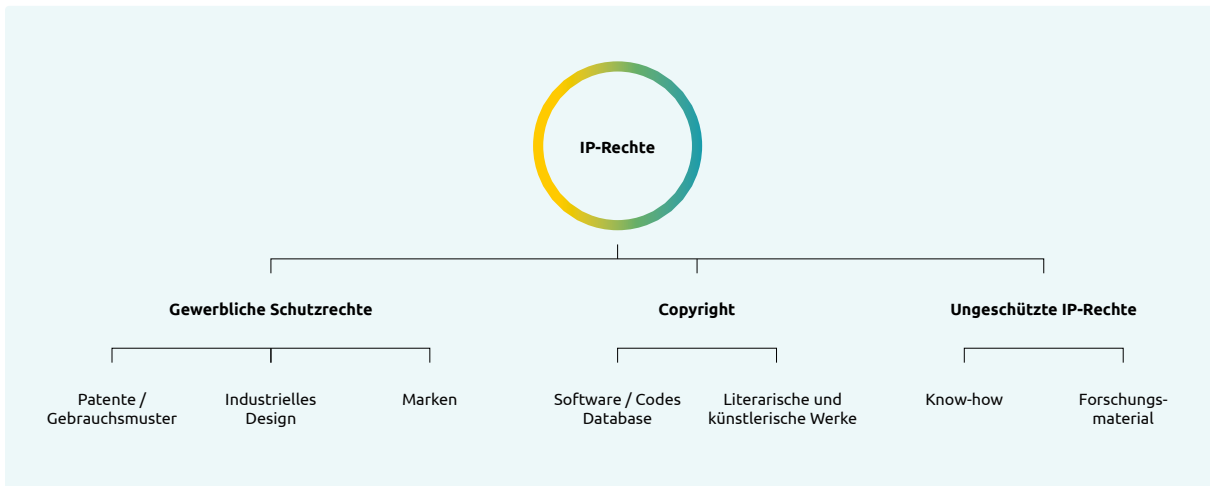 IP-Rechte
Gewerbliche Schutzrechte
Copyright
Ungeschützte IP-Rechte
Patente /
Gebrauchsmuster
Industrielles
Design
Marken
Software / Codes
Database
Literarische und
künstlerische Werke
Know-how
Forschungs-
material